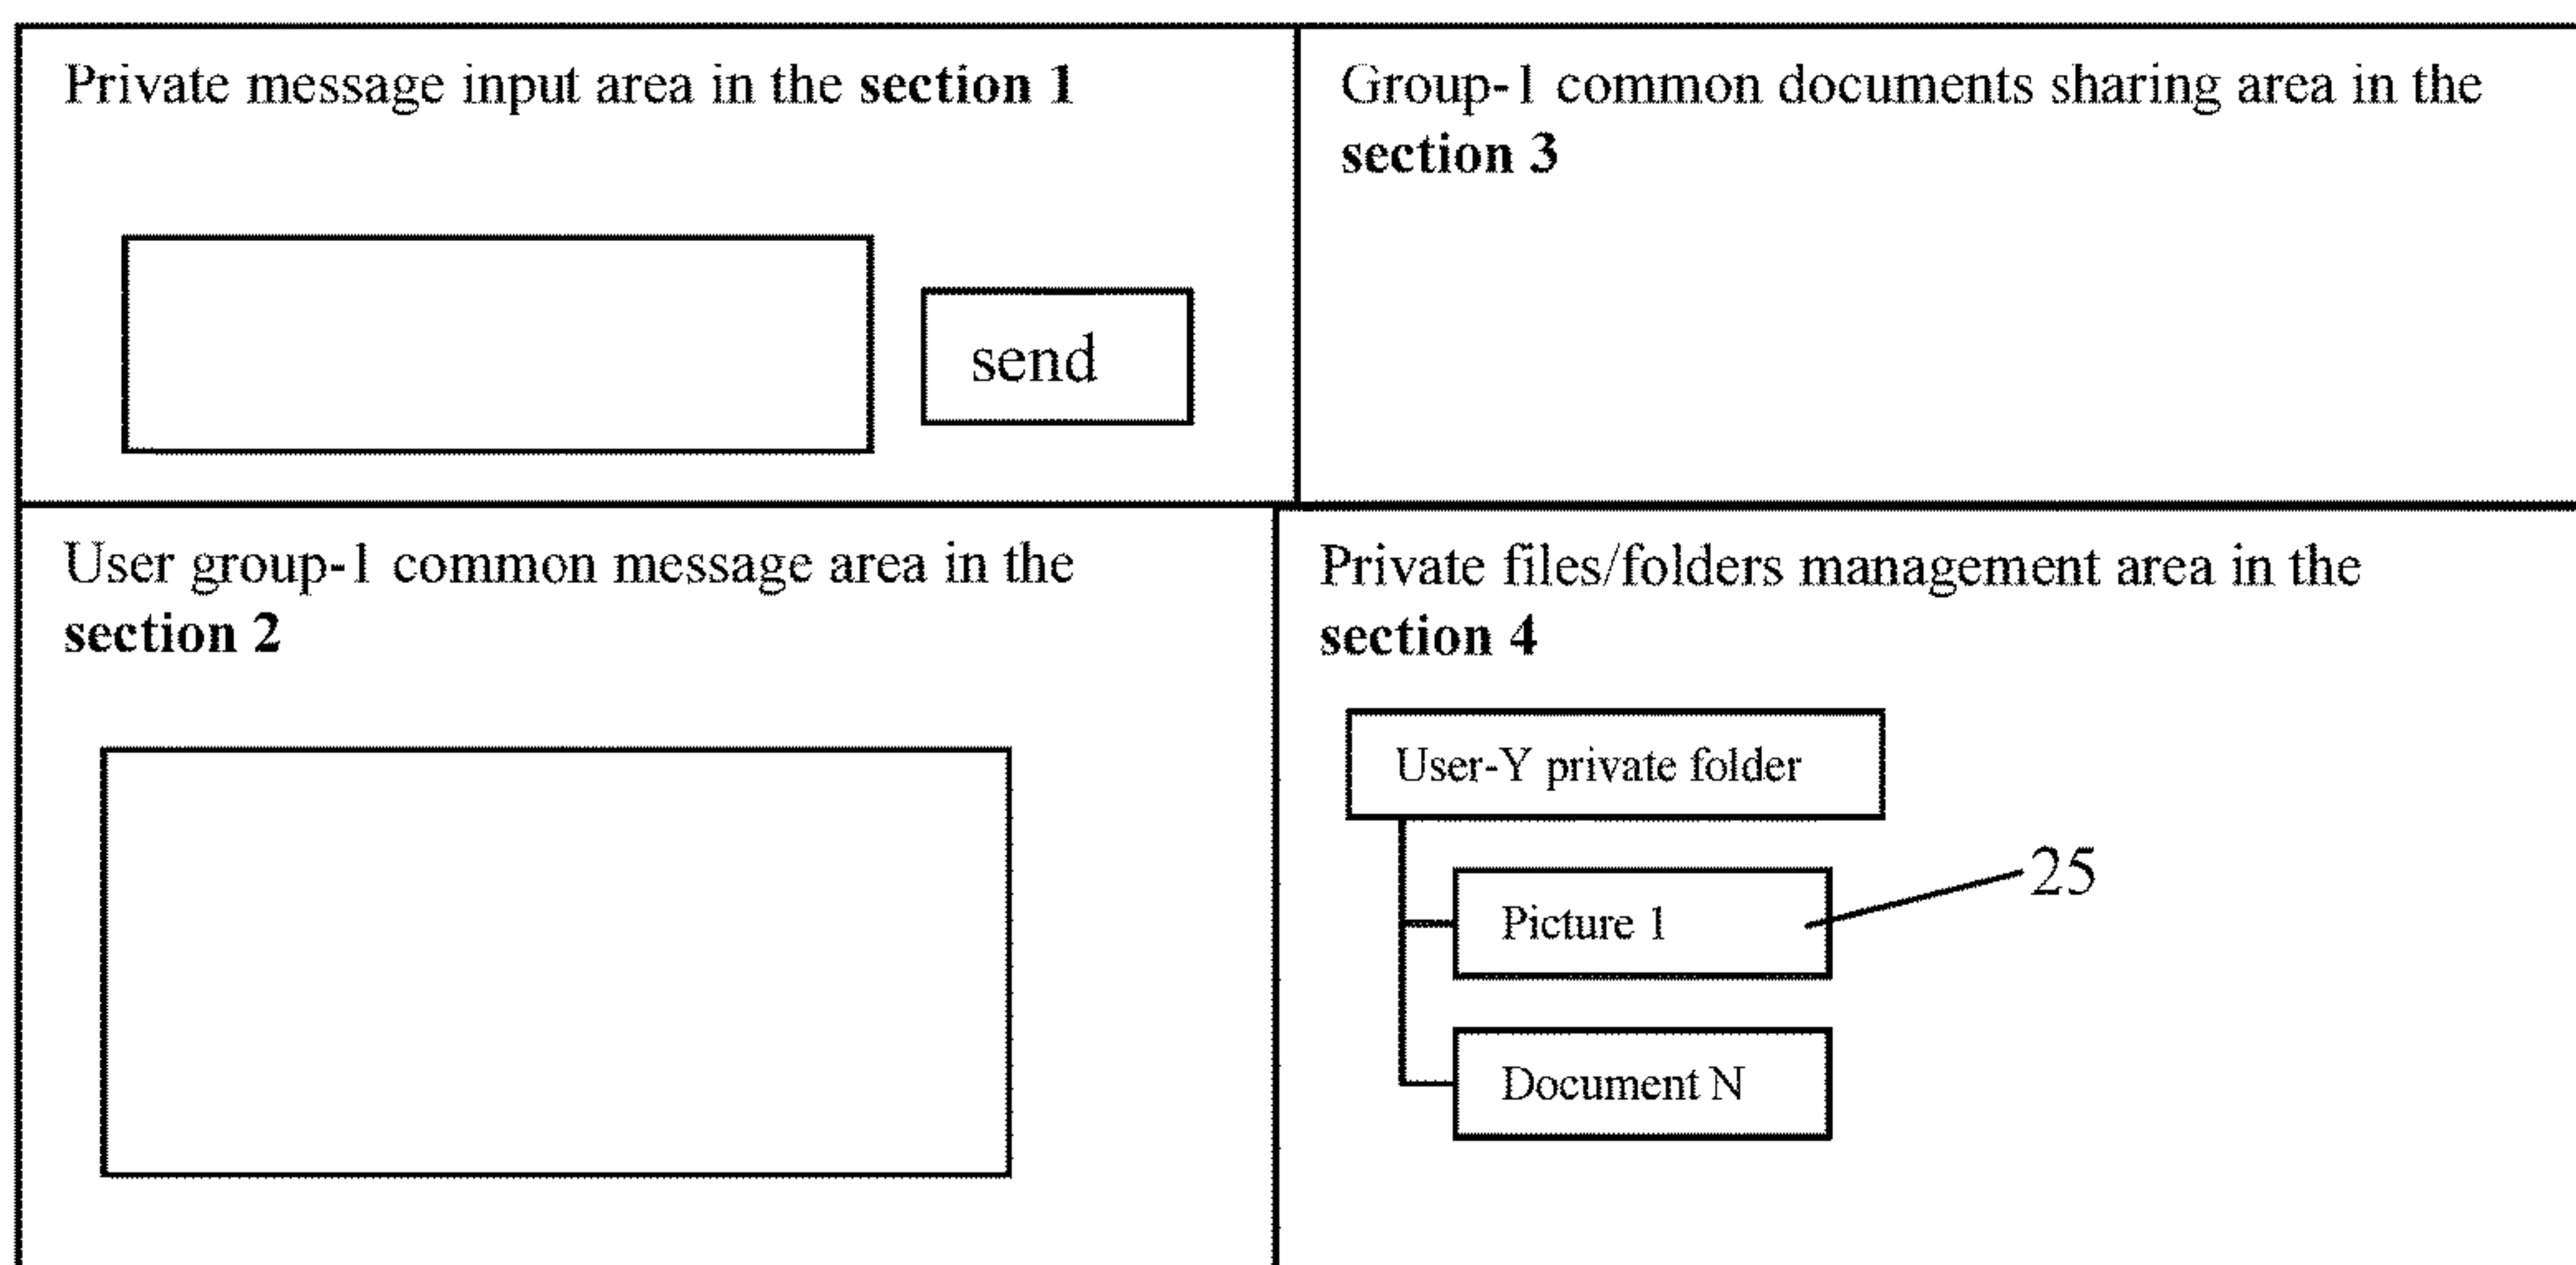 Private message input area in the section 1
send
Group-1 common documents sharing area in the
section 3
User group-1 common message area in the
section 2
Private files/folders management area in the
section 4
User-Y private folder
Picture 1
25
Document N